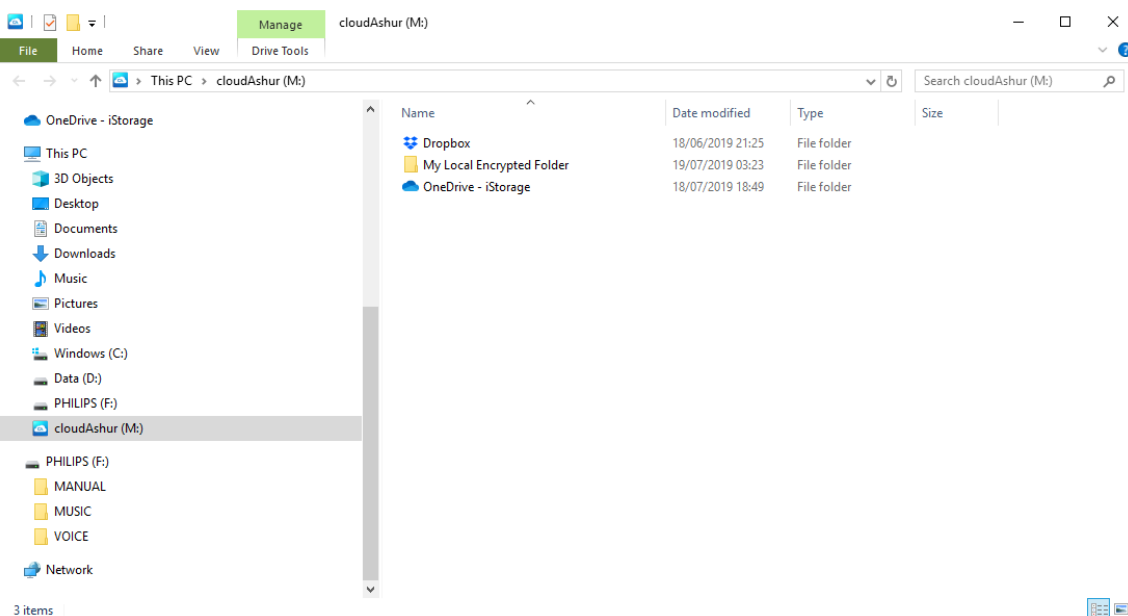 Manage
cloudAshur (M:)
File
Home
Share
View
Drive Tools
This PC
cloudAshur (M:)
Search cloudAshur (M:)
OneDrive - iStorage
This PC
3D Objects
Desktop
Documents
Downloads
Music
Pictures
Videos
Windows (C:)
Data (D:)
PHILIPS (F:)
cloudAshur (M:)
PHILIPS (F:)
MANUAL
MUSIC
VOICE
Network
Name Date modified Type Size
Dropbox 18/06/2019 21:25 File folder
My Local Encrypted Folder 19/07/2019 03:23 File folder
OneDrive - iStorage 18/07/2019 18:49 File folder
3 items